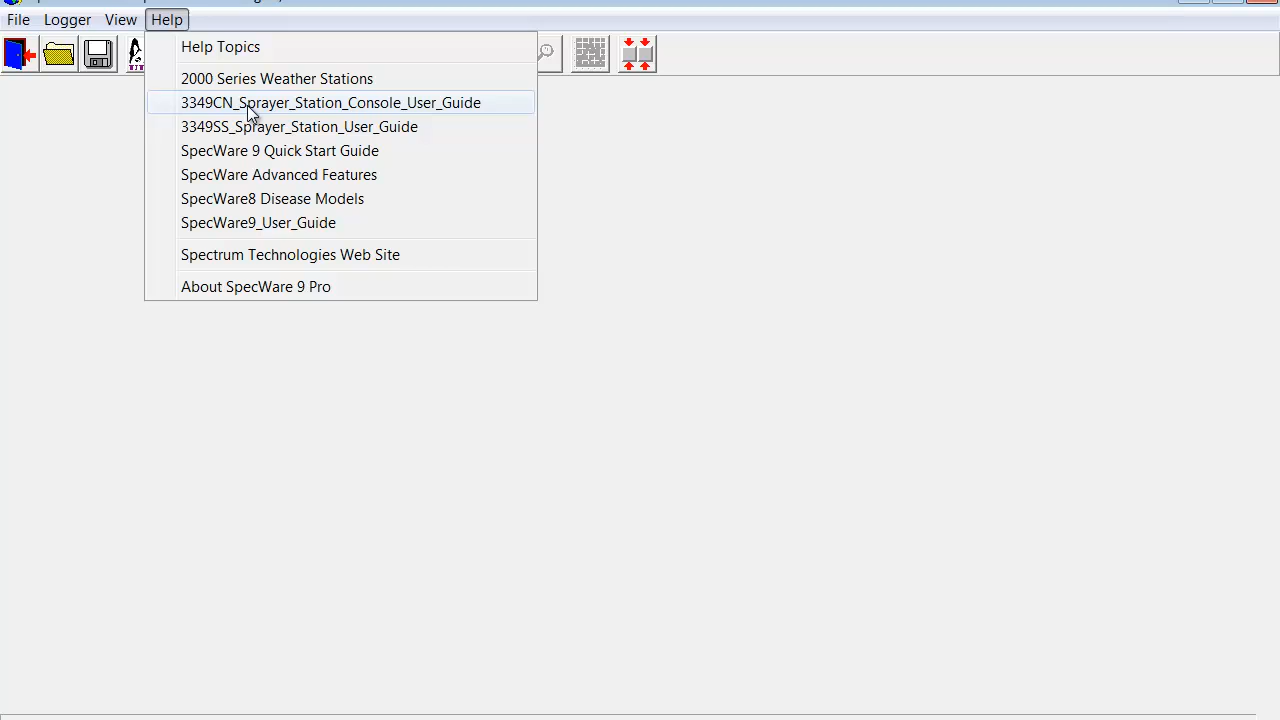 File Logger View Help
Help Topics
2000 Series Weather Stations
3349CN_Sprayer_Station_Console_User_Guide
3349SS_Sprayer_Station_User_Guide
SpecWare 9 Quick Start Guide
SpecWare Advanced Features
SpecWare8 Disease Models
SpecWare9_User_Guide
Spectrum Technologies Web Site
About SpecWare 9 Pro